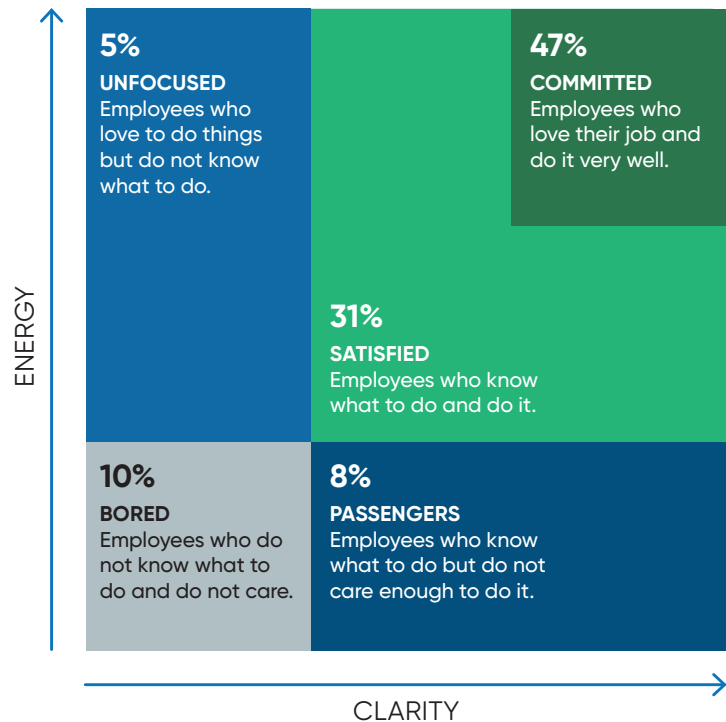 5%
UNFOCUSED
Employees who
love to do things
but do not know
what to do.
47%
COMMITTED
Employees who
love their job and
do it very well.
31%
SATISFIED
Employees who know
what to do and do it.
10%
BORED
Employees who do
not know what to
do and do not care.
8%
PASSENGERS
Employees who know
what to do but do not
care enough to do it.
ENERGY
CLARITY